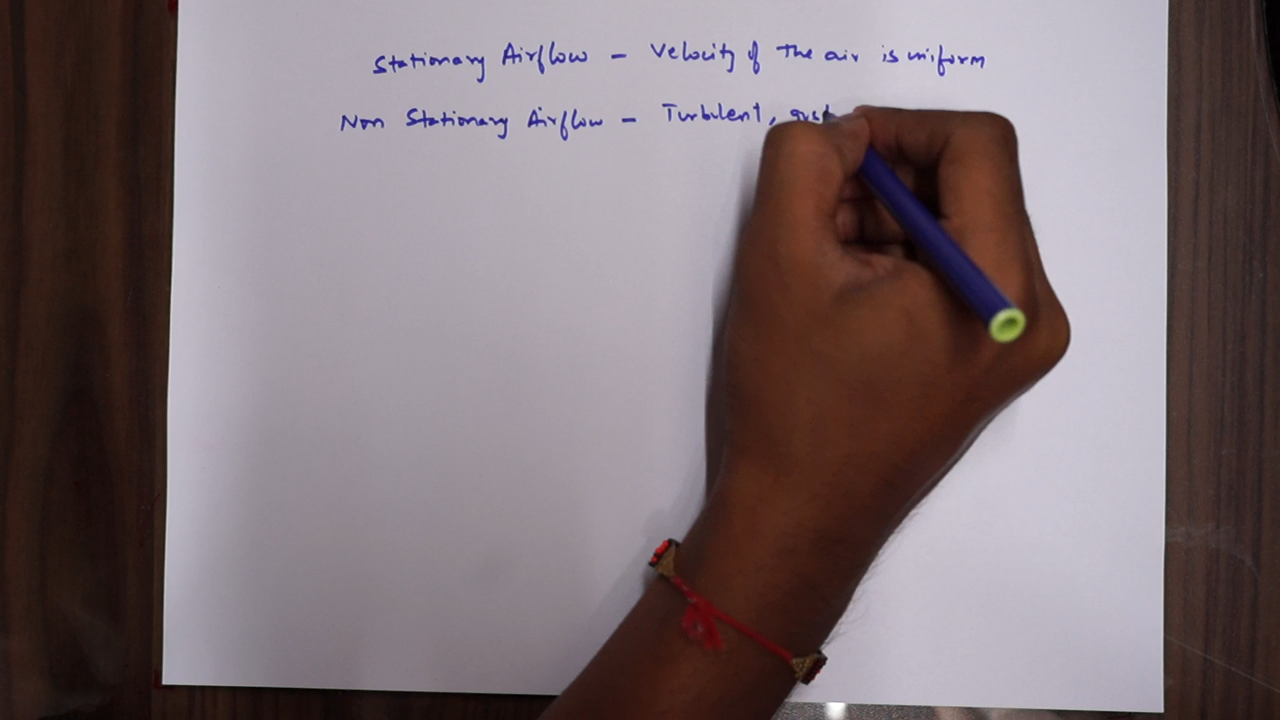 Stationary Airflow - Velocity of the air is uniform
Non Stationary Airflow - Turbulent,